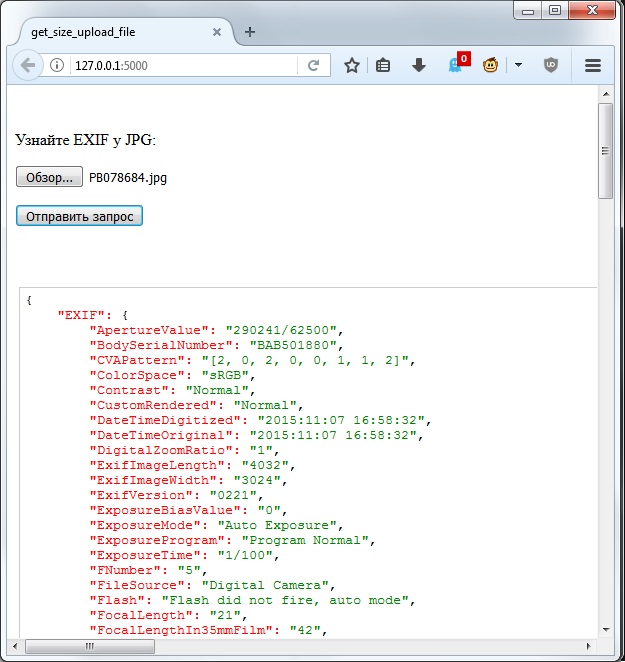 get_size_upload_file
127.0.0.1:5000
0
Узнайте EXIF у JPG:
Обзор... PB078684.jpg
Отправить запрос
{
    "EXIF": {
        "ApertureValue": "290241/62500",
        "BodySerialNumber": "BAB501880",
        "CVAPattern": "[2, 0, 2, 0, 0, 1, 1, 2]",
        "ColorSpace": "sRGB",
        "Contrast": "Normal",
        "CustomRendered": "Normal",
        "DateTimeDigitized": "2015:11:07 16:58:32",
        "DateTimeOriginal": "2015:11:07 16:58:32",
        "DigitalZoomRatio": "1",
        "ExifImageLength": "4032",
        "ExifImageWidth": "3024",
        "ExifVersion": "0221",
        "ExposureBiasValue": "0",
        "ExposureMode": "Auto Exposure",
        "ExposureProgram": "Program Normal",
        "ExposureTime": "1/100",
        "FNumber": "5",
        "FileSource": "Digital Camera",
        "Flash": "Flash did not fire, auto mode",
        "FocalLength": "21",
        "FocalLengthIn35mmFilm": "42",